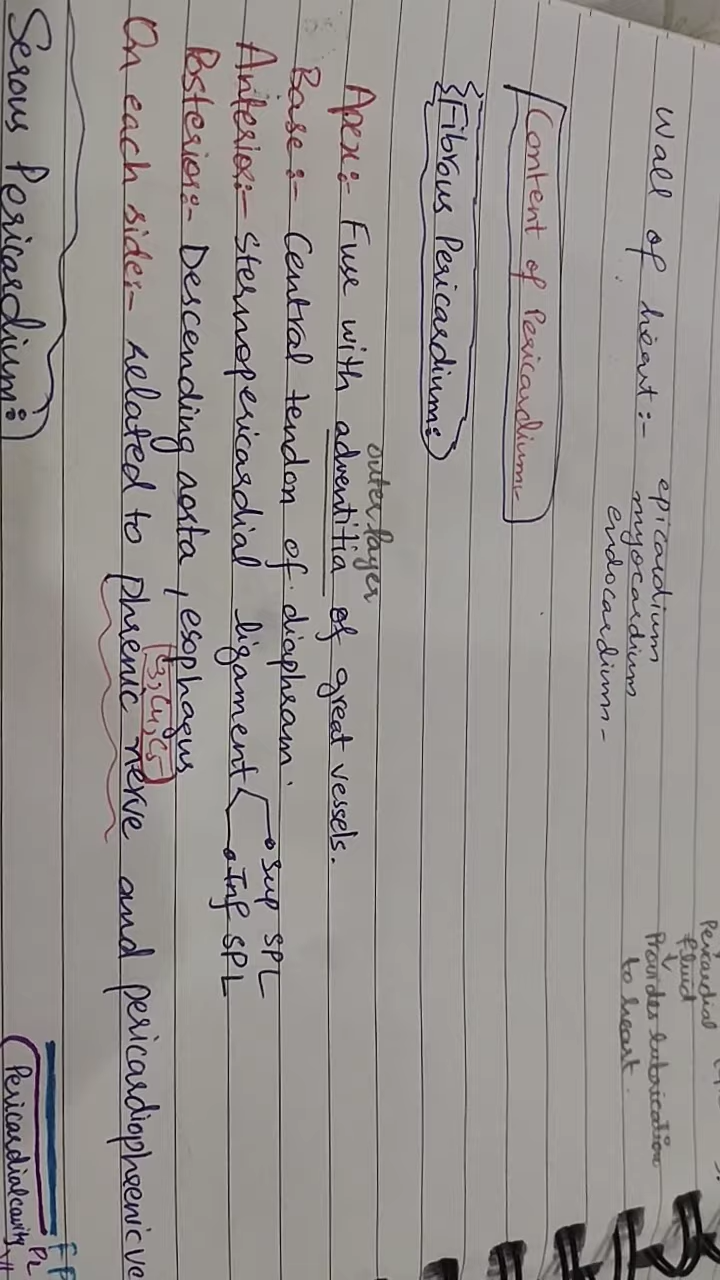 Pericardial
fluid
↓
Provides lubrication
to heart.
Wall of heart :- epicardium
myocardium
endocardium -
Content of Pericardium:-
{Fibrous Pericardium:
outer layer
Apex:- Fuse with adventitia of great vessels.
Base :- Central tendon of diaphram.
Anterior:- Sternopericardial ligament
Sup SPL
Inf SPL
Posterior:- Descending aorta, esophagus
C3, C4, C5
On each side:- related to phrenic nerve and pericardiophrenic ve
Serous Pericardium:
FP
PL
Pericardial cavity